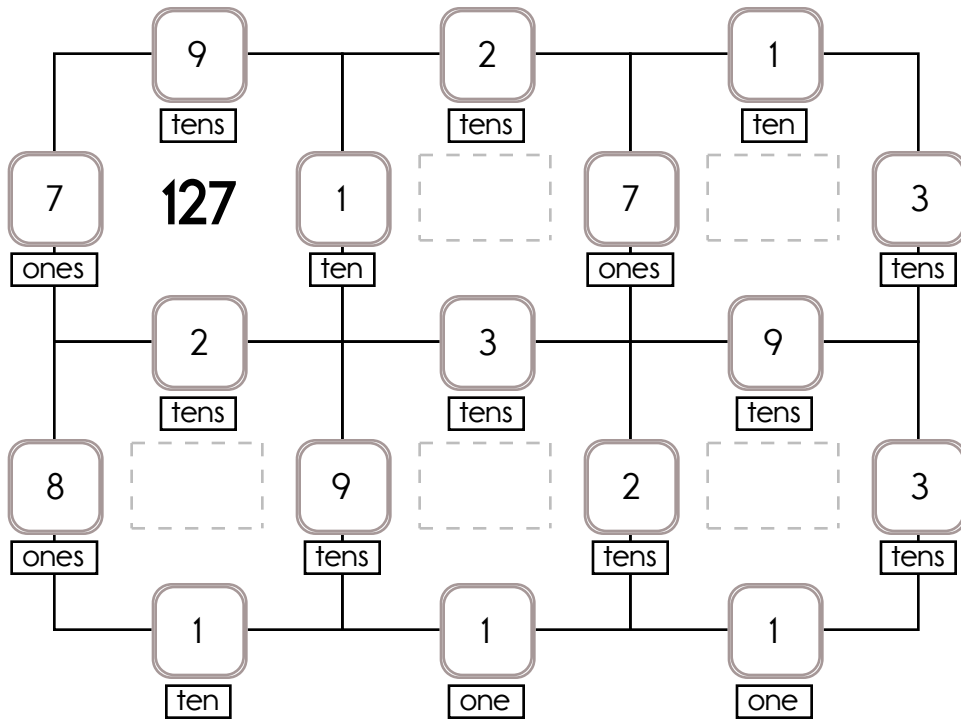 9 2 1
tens tens ten
7 127 1 7 3
ones ten ones tens
2 3 9
tens tens tens
8 9 2 3
ones tens tens tens
1 1 1
ten one one